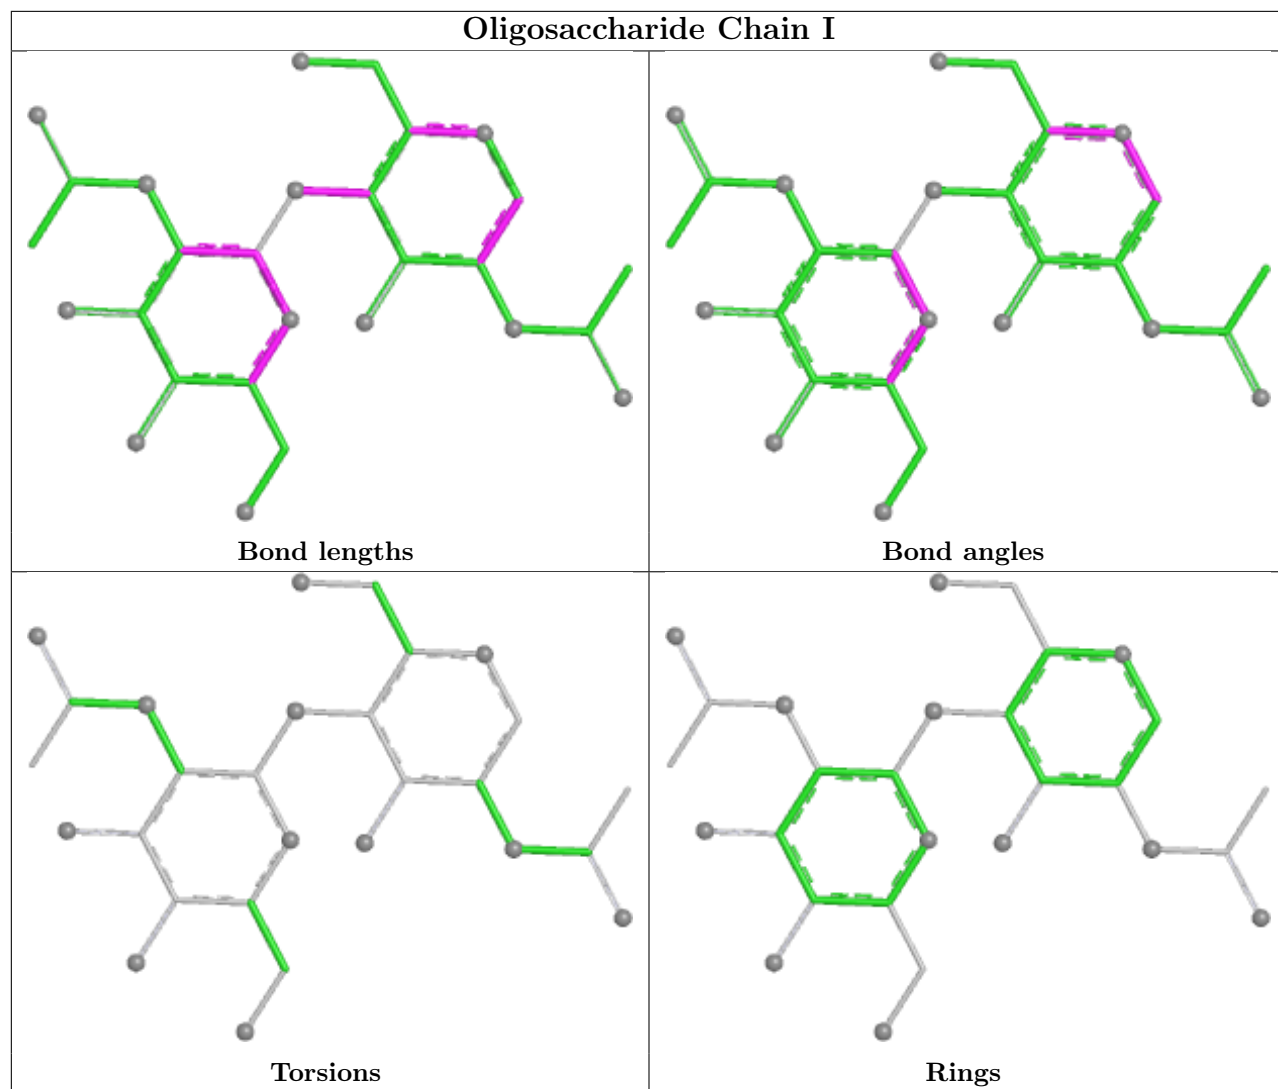 Oligosaccharide Chain I
Bond lengths
Bond angles
Torsions
Rings